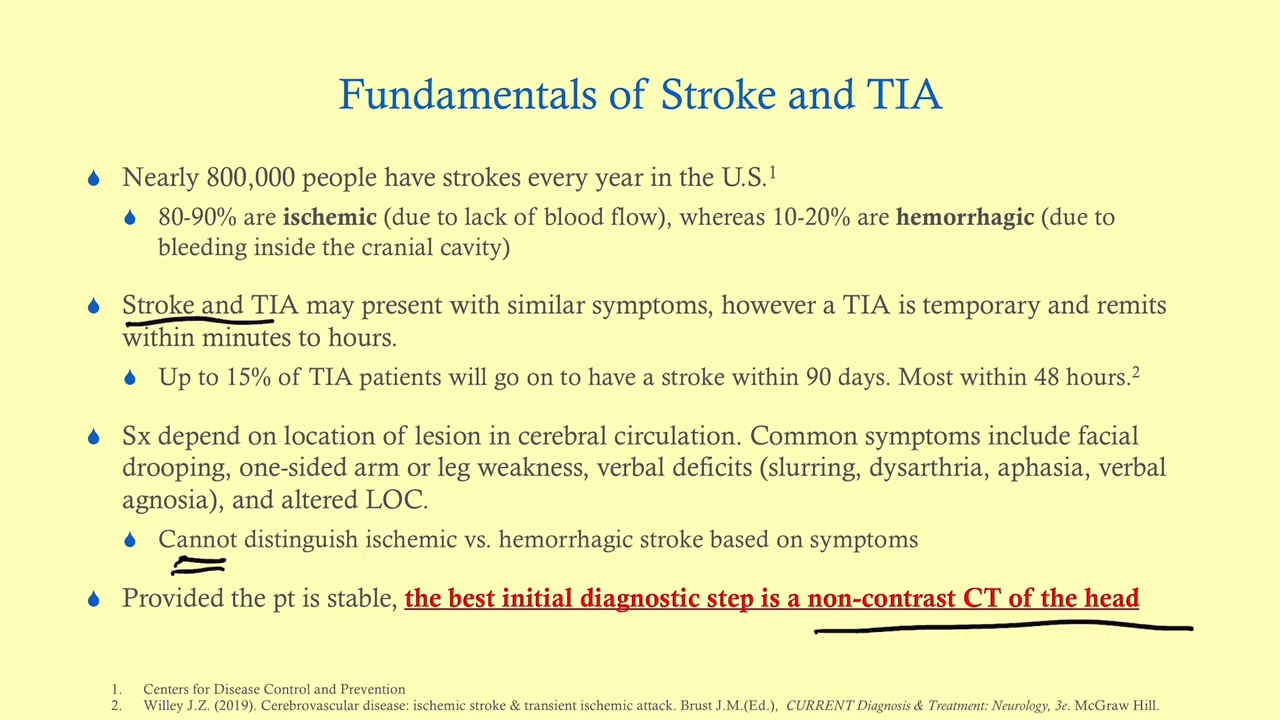 Fundamentals of Stroke and TIA
Nearly 800,000 people have strokes every year in the U.S.¹
80-90% are ischemic (due to lack of blood flow), whereas 10-20% are hemorrhagic (due to
bleeding inside the cranial cavity)
Stroke and TIA may present with similar symptoms, however a TIA is temporary and remits
within minutes to hours.
Up to 15% of TIA patients will go on to have a stroke within 90 days. Most within 48 hours.²
Sx depend on location of lesion in cerebral circulation. Common symptoms include facial
drooping, one-sided arm or leg weakness, verbal deficits (slurring, dysarthria, aphasia, verbal
agnosia), and altered LOC.
Cannot distinguish ischemic vs. hemorrhagic stroke based on symptoms
Provided the pt is stable, the best initial diagnostic step is a non-contrast CT of the head
1. Centers for Disease Control and Prevention
2. Willey J.Z. (2019). Cerebrovascular disease: ischemic stroke & transient ischemic attack. Brust J.M.(Ed.), CURRENT Diagnosis & Treatment: Neurology, 3e. McGraw Hill.